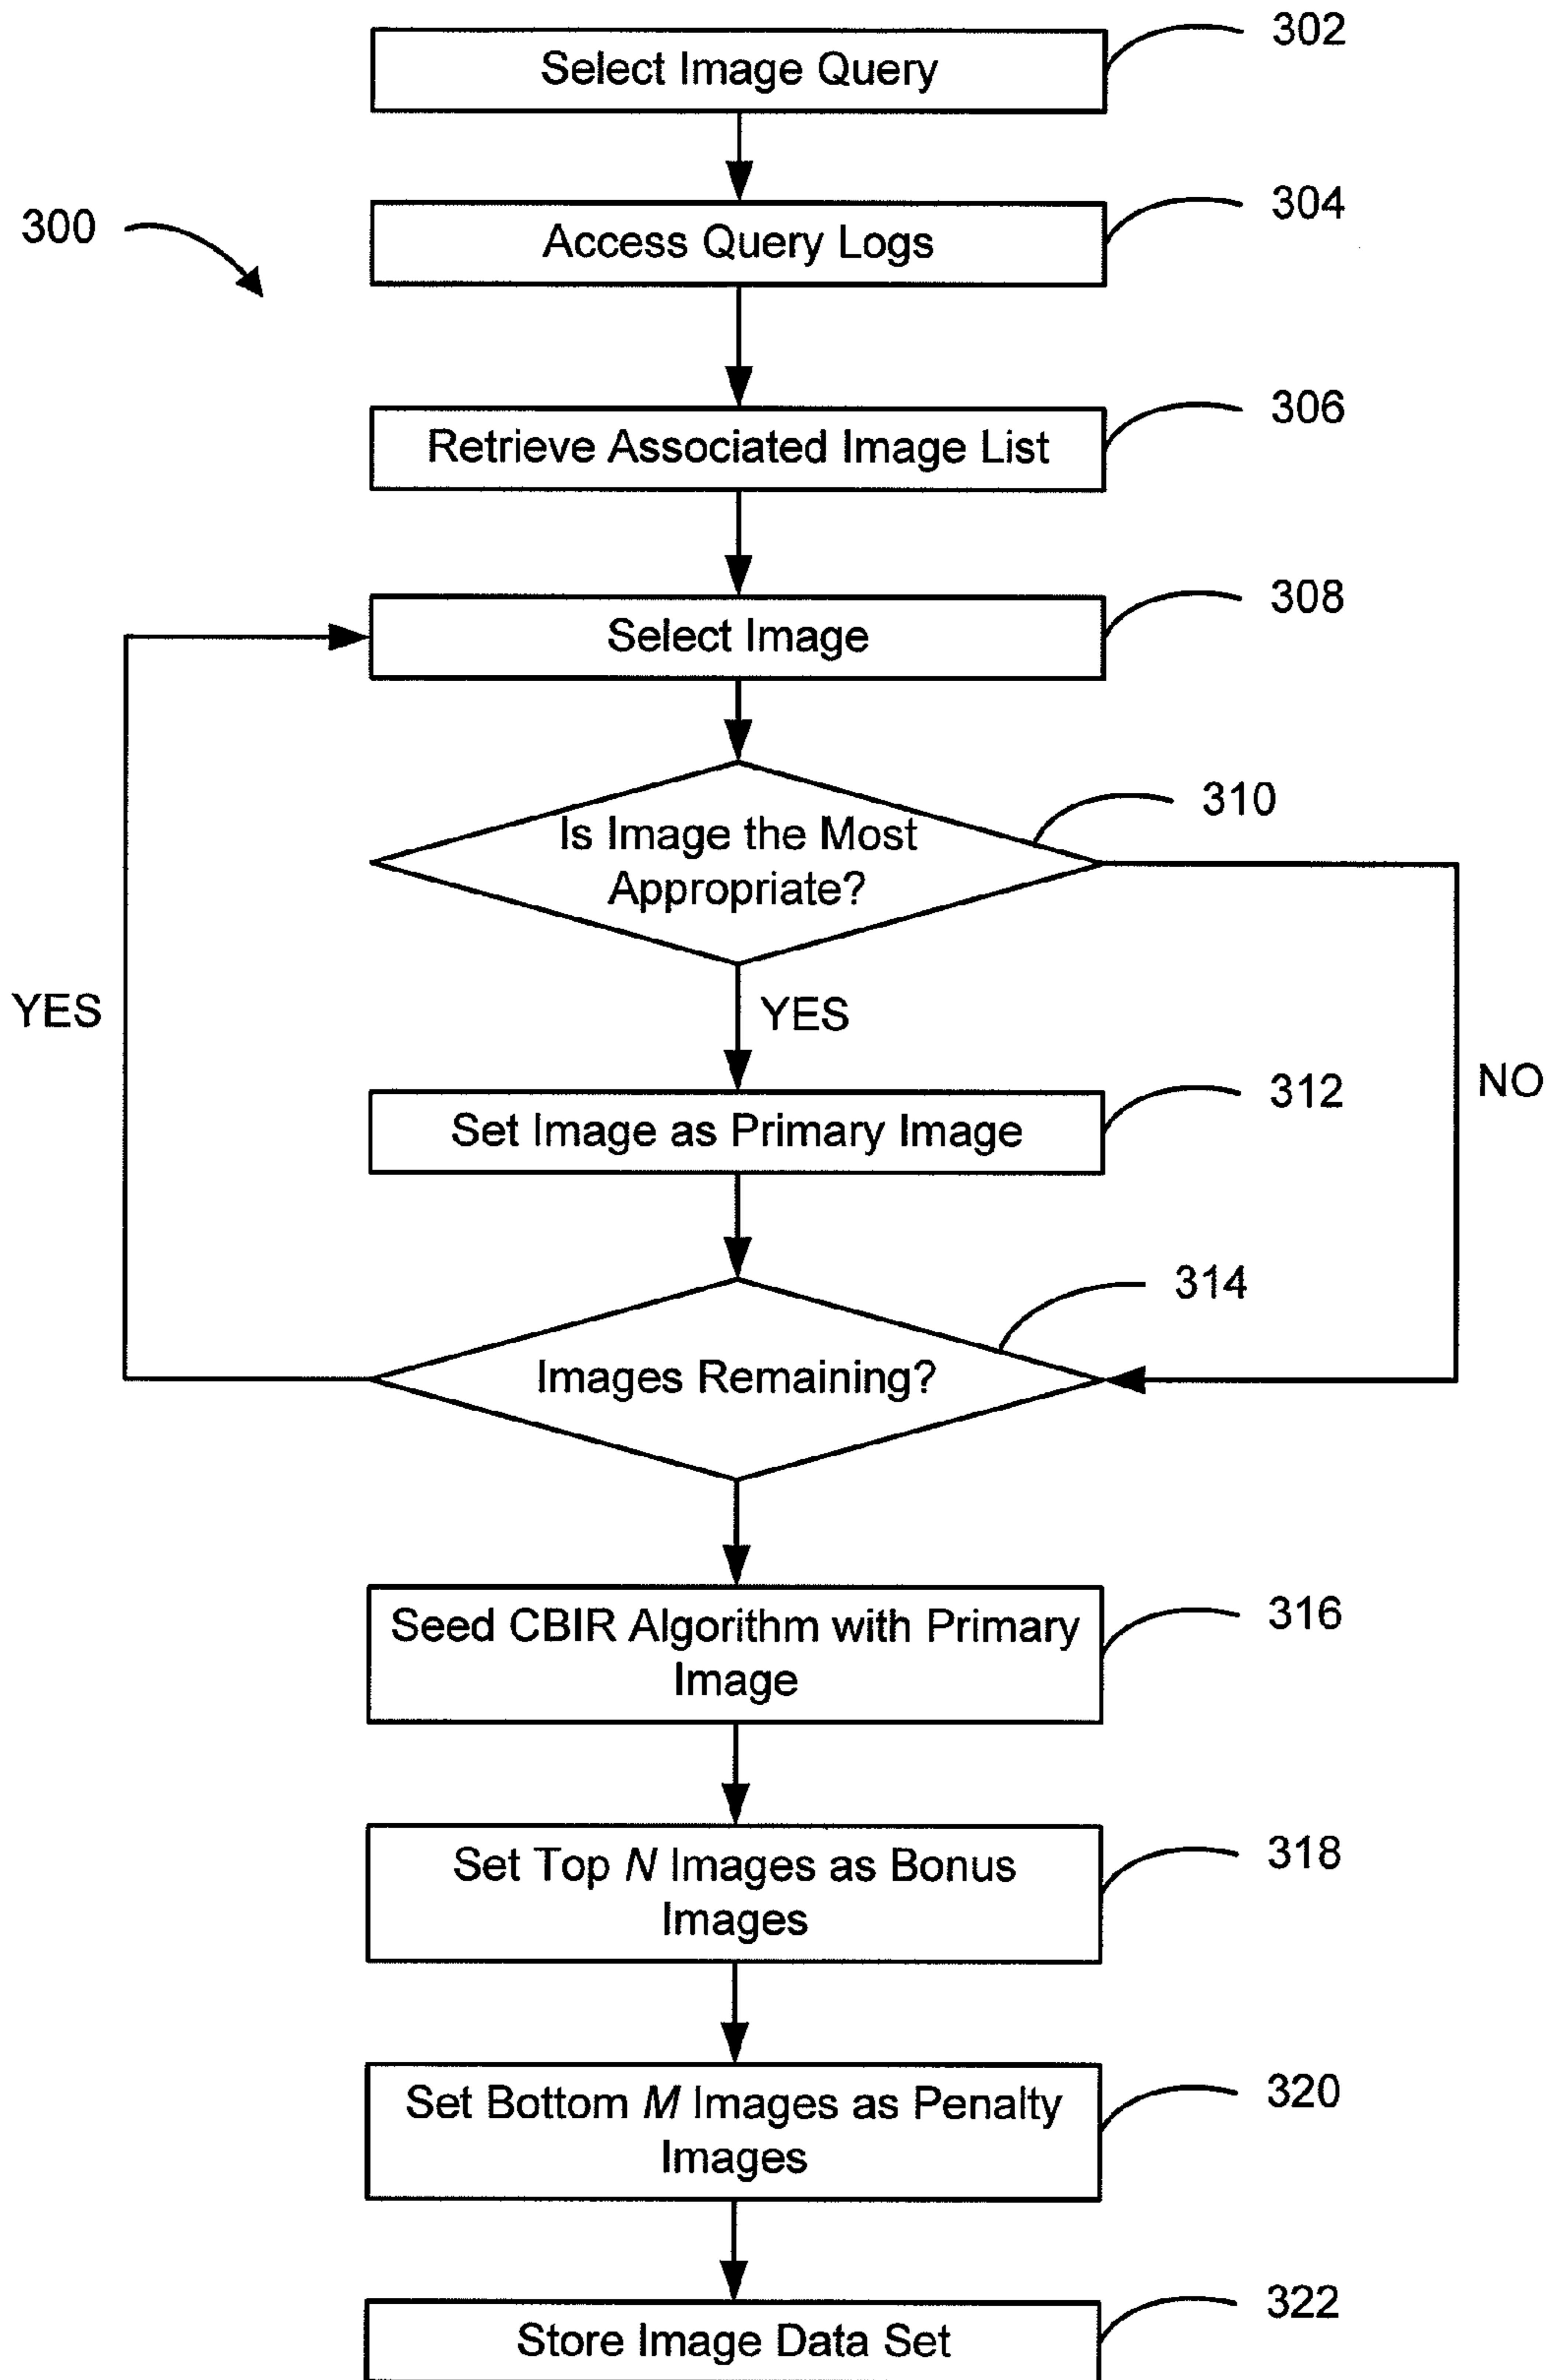 302
Select Image Query
304
300
Access Query Logs
306
Retrieve Associated Image List
308
Select Image
310
Is Image the Most
Appropriate?
YES
YES
NO
312
Set Image as Primary Image
314
Images Remaining?
316
Seed CBIR Algorithm with Primary
Image
318
Set Top N Images as Bonus
Images
320
Set Bottom M Images as Penalty
Images
322
Store Image Data Set